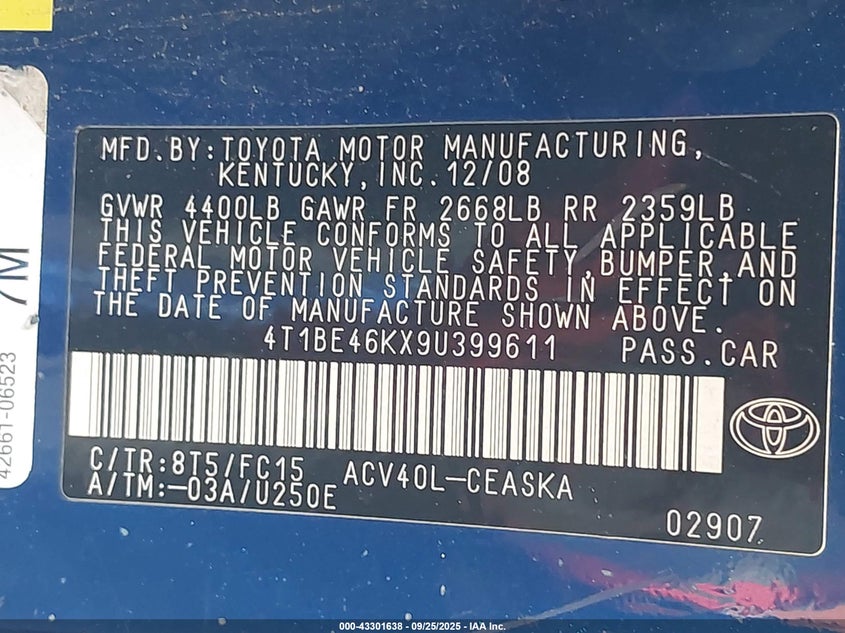 MFD.BY:TOYOTA MOTOR MANUFACTURING,
KENTUCKY,INC.12/08
GVWR 4400LB GAWR FR 2668LB RR 2359LB
THIS VEHICLE CONFORMS TO ALL APPLICABLE
FEDERAL MOTOR VEHICLE SAFETY,BUMPER,AND
THEFT PREVENTION STANDARDS IN EFFECT ON
THE DATE OF MANUFACTURE SHOWN ABOVE.
4T1BE46KX9U399611 PASS.CAR
C/TR:8T5/FC15 ACV40L-CEASKA
A/TM:-03A/U250E
02907
7M
42661-06523
000-43301638 - 09/25/2025 - IAA Inc.